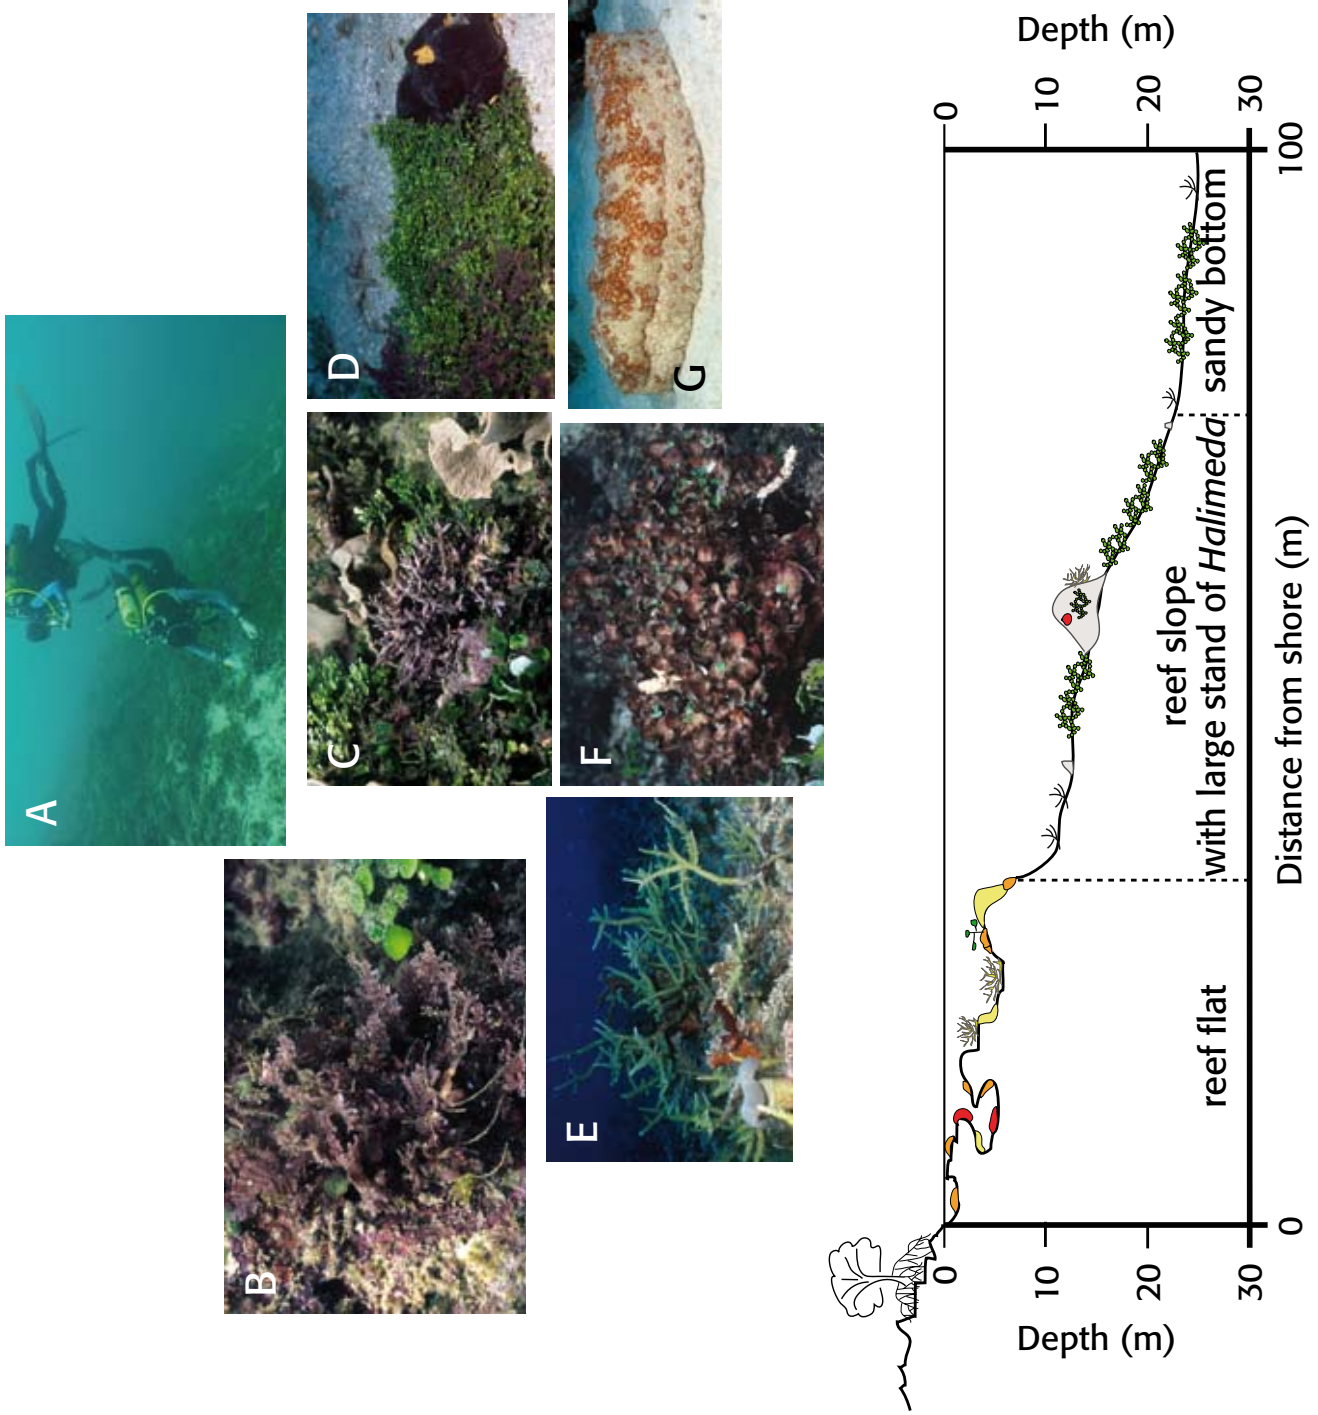 A
B
C
D
E
F
G
Depth (m)
0
10
20
30
Depth (m)
0
10
20
30
reef flat
reef slope
with large stand of Halimeda
sandy bottom
0
100
Distance from shore (m)